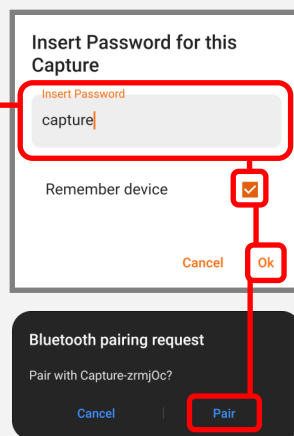 Insert Password for this
Capture
Insert Password
capture
Remember device
Cancel Ok
Bluetooth pairing request
Pair with Capture-zrmjOc?
Cancel Pair